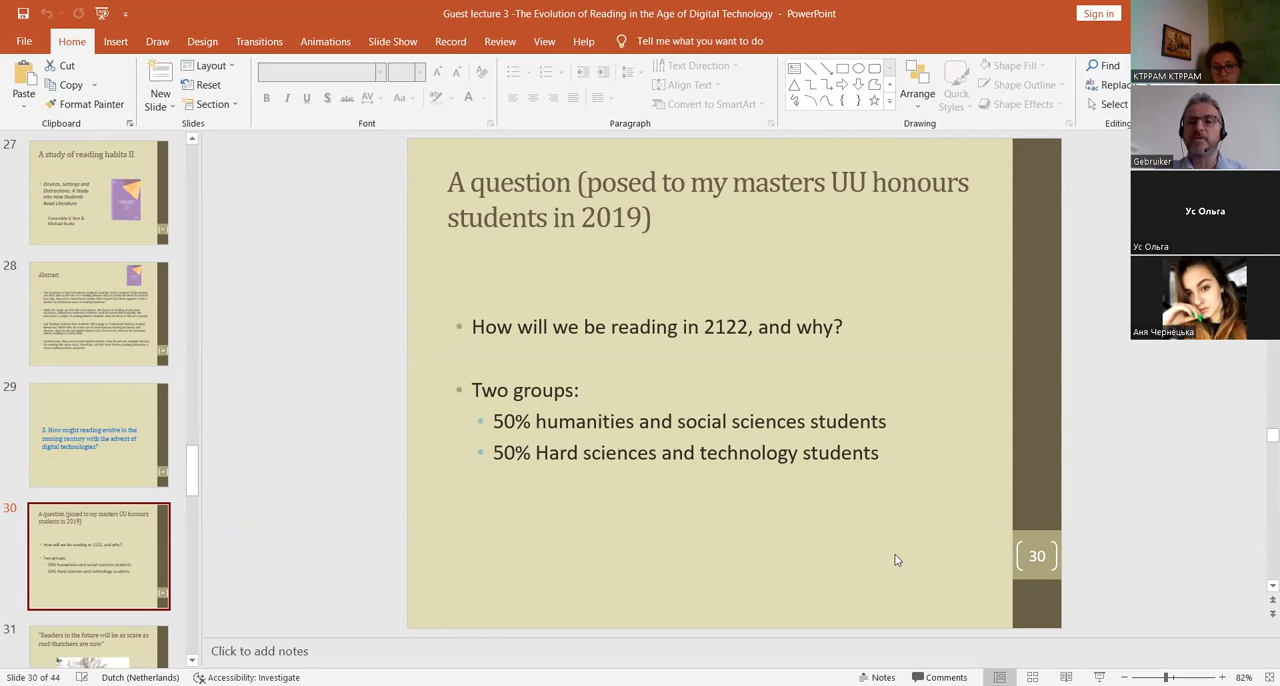 Guest lecture 3 -The Evolution of Reading in the Age of Digital Technology - PowerPoint
Sign in
File Home Insert Draw Design Transitions Animations Slide Show Record Review View Help Tell me what you want to do
Paste
Cut
Copy
Format Painter
Clipboard
New
Slide
Layout
Reset
Section
Slides
B I U S abc AV Aa A
Font
Text Direction
Align Text
Convert to SmartArt
Paragraph
Arrange
Quick
Styles
Shape Fill
Shape Outline
Shape Effects
Drawing
Find
Replac
Select
Editing
KTPPAM KTPPAM
Gebruiker
Ус Ольга
Ус Ольга
Аня Чернецька
27
A study of reading habits II
Devices, Settings and
Distractions: A Study
into How Students
Read Literature
Michael Burke
28
Abstract
29
3. How might reading evolve in the
coming century with the advent of
digital technologies?
30
A question (posed to my masters UU honours
students in 2019)
How will we be reading in 2122, and why?
Two groups:
50% humanities and social sciences students
50% Hard sciences and technology students
31
"Readers in the future will be as scarce as
roof-thatchers are now"
A question (posed to my masters UU honours
students in 2019)
How will we be reading in 2122, and why?
Two groups:
50% humanities and social sciences students
50% Hard sciences and technology students
30
Click to add notes
Slide 30 of 44
Dutch (Netherlands)
Accessibility: Investigate
Notes
Comments
82%